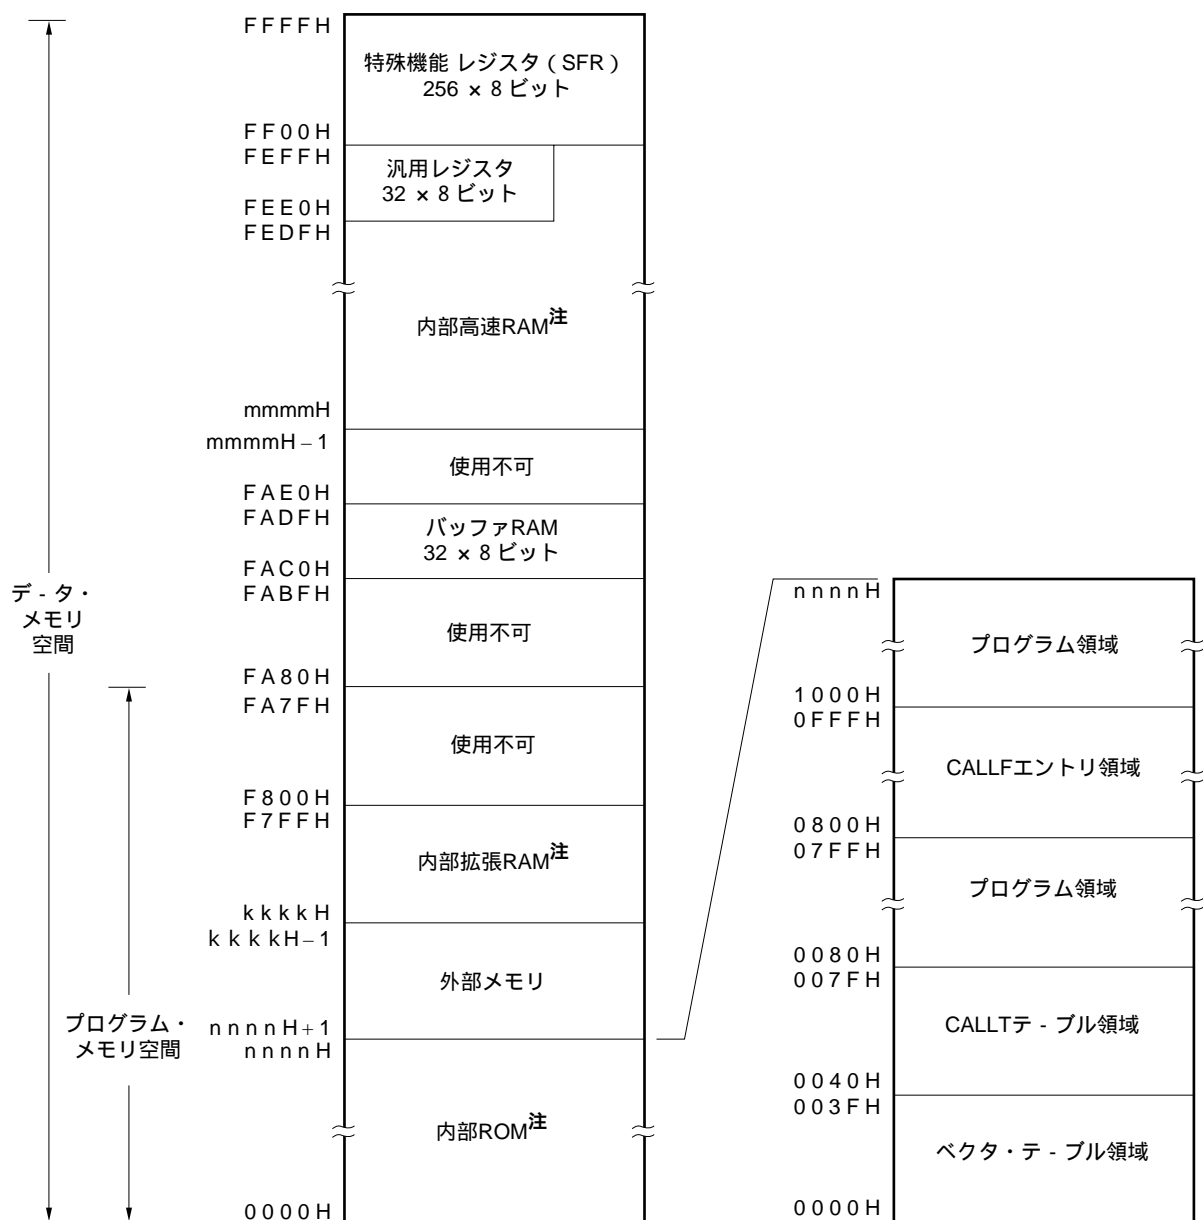 FFFFH
特殊機能 レジスタ ( SFR )
256 × 8 ビット
FF00H
FEFFH
汎用レジスタ
32 × 8 ビット
FEE0H
FEDFH
内部高速RAM注
mmmmH
mmmmH−1
使用不可
FAE0H
FADFH
バッファRAM
32 × 8 ビット
FAC0H
FABFH
使用不可
FA80H
FA7FH
使用不可
F800H
F7FFH
内部拡張RAM注
kkkkH
kkkkH−1
外部メモリ
nnnnH+1
nnnnH
内部ROM注
0000H
デ-タ・
メモリ
空間
プログラム・
メモリ空間
nnnnH
プログラム領域
1000H
0FFFH
CALLFエントリ領域
0800H
07FFH
プログラム領域
0080H
007FH
CALLTテ-ブル領域
0040H
003FH
ベクタ・テ-ブル領域
0000H